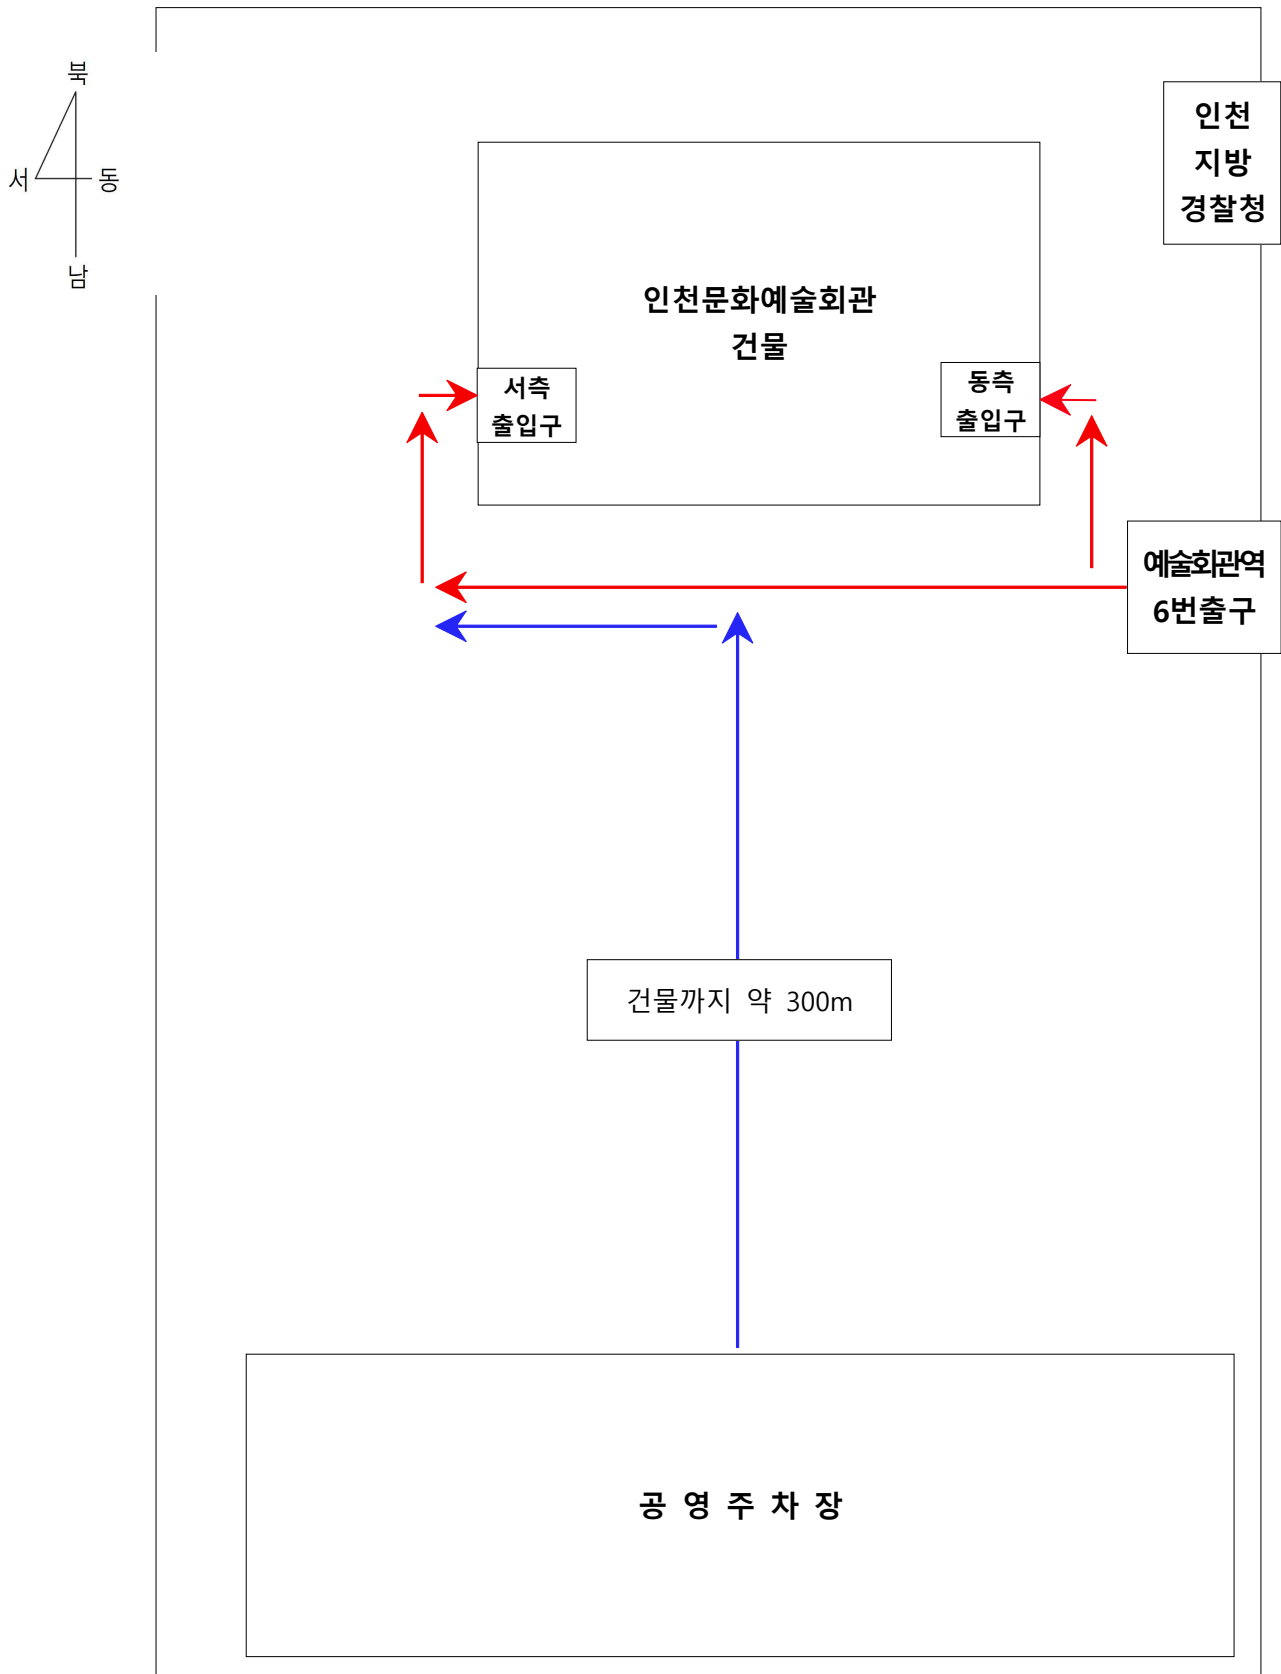 북
서
동
남
인천
지방
경찰청
인천문화예술회관
건물
서측
출입구
동측
출입구
예술회관역
6번출구
건물까지 약 300m
공 영 주 차 장